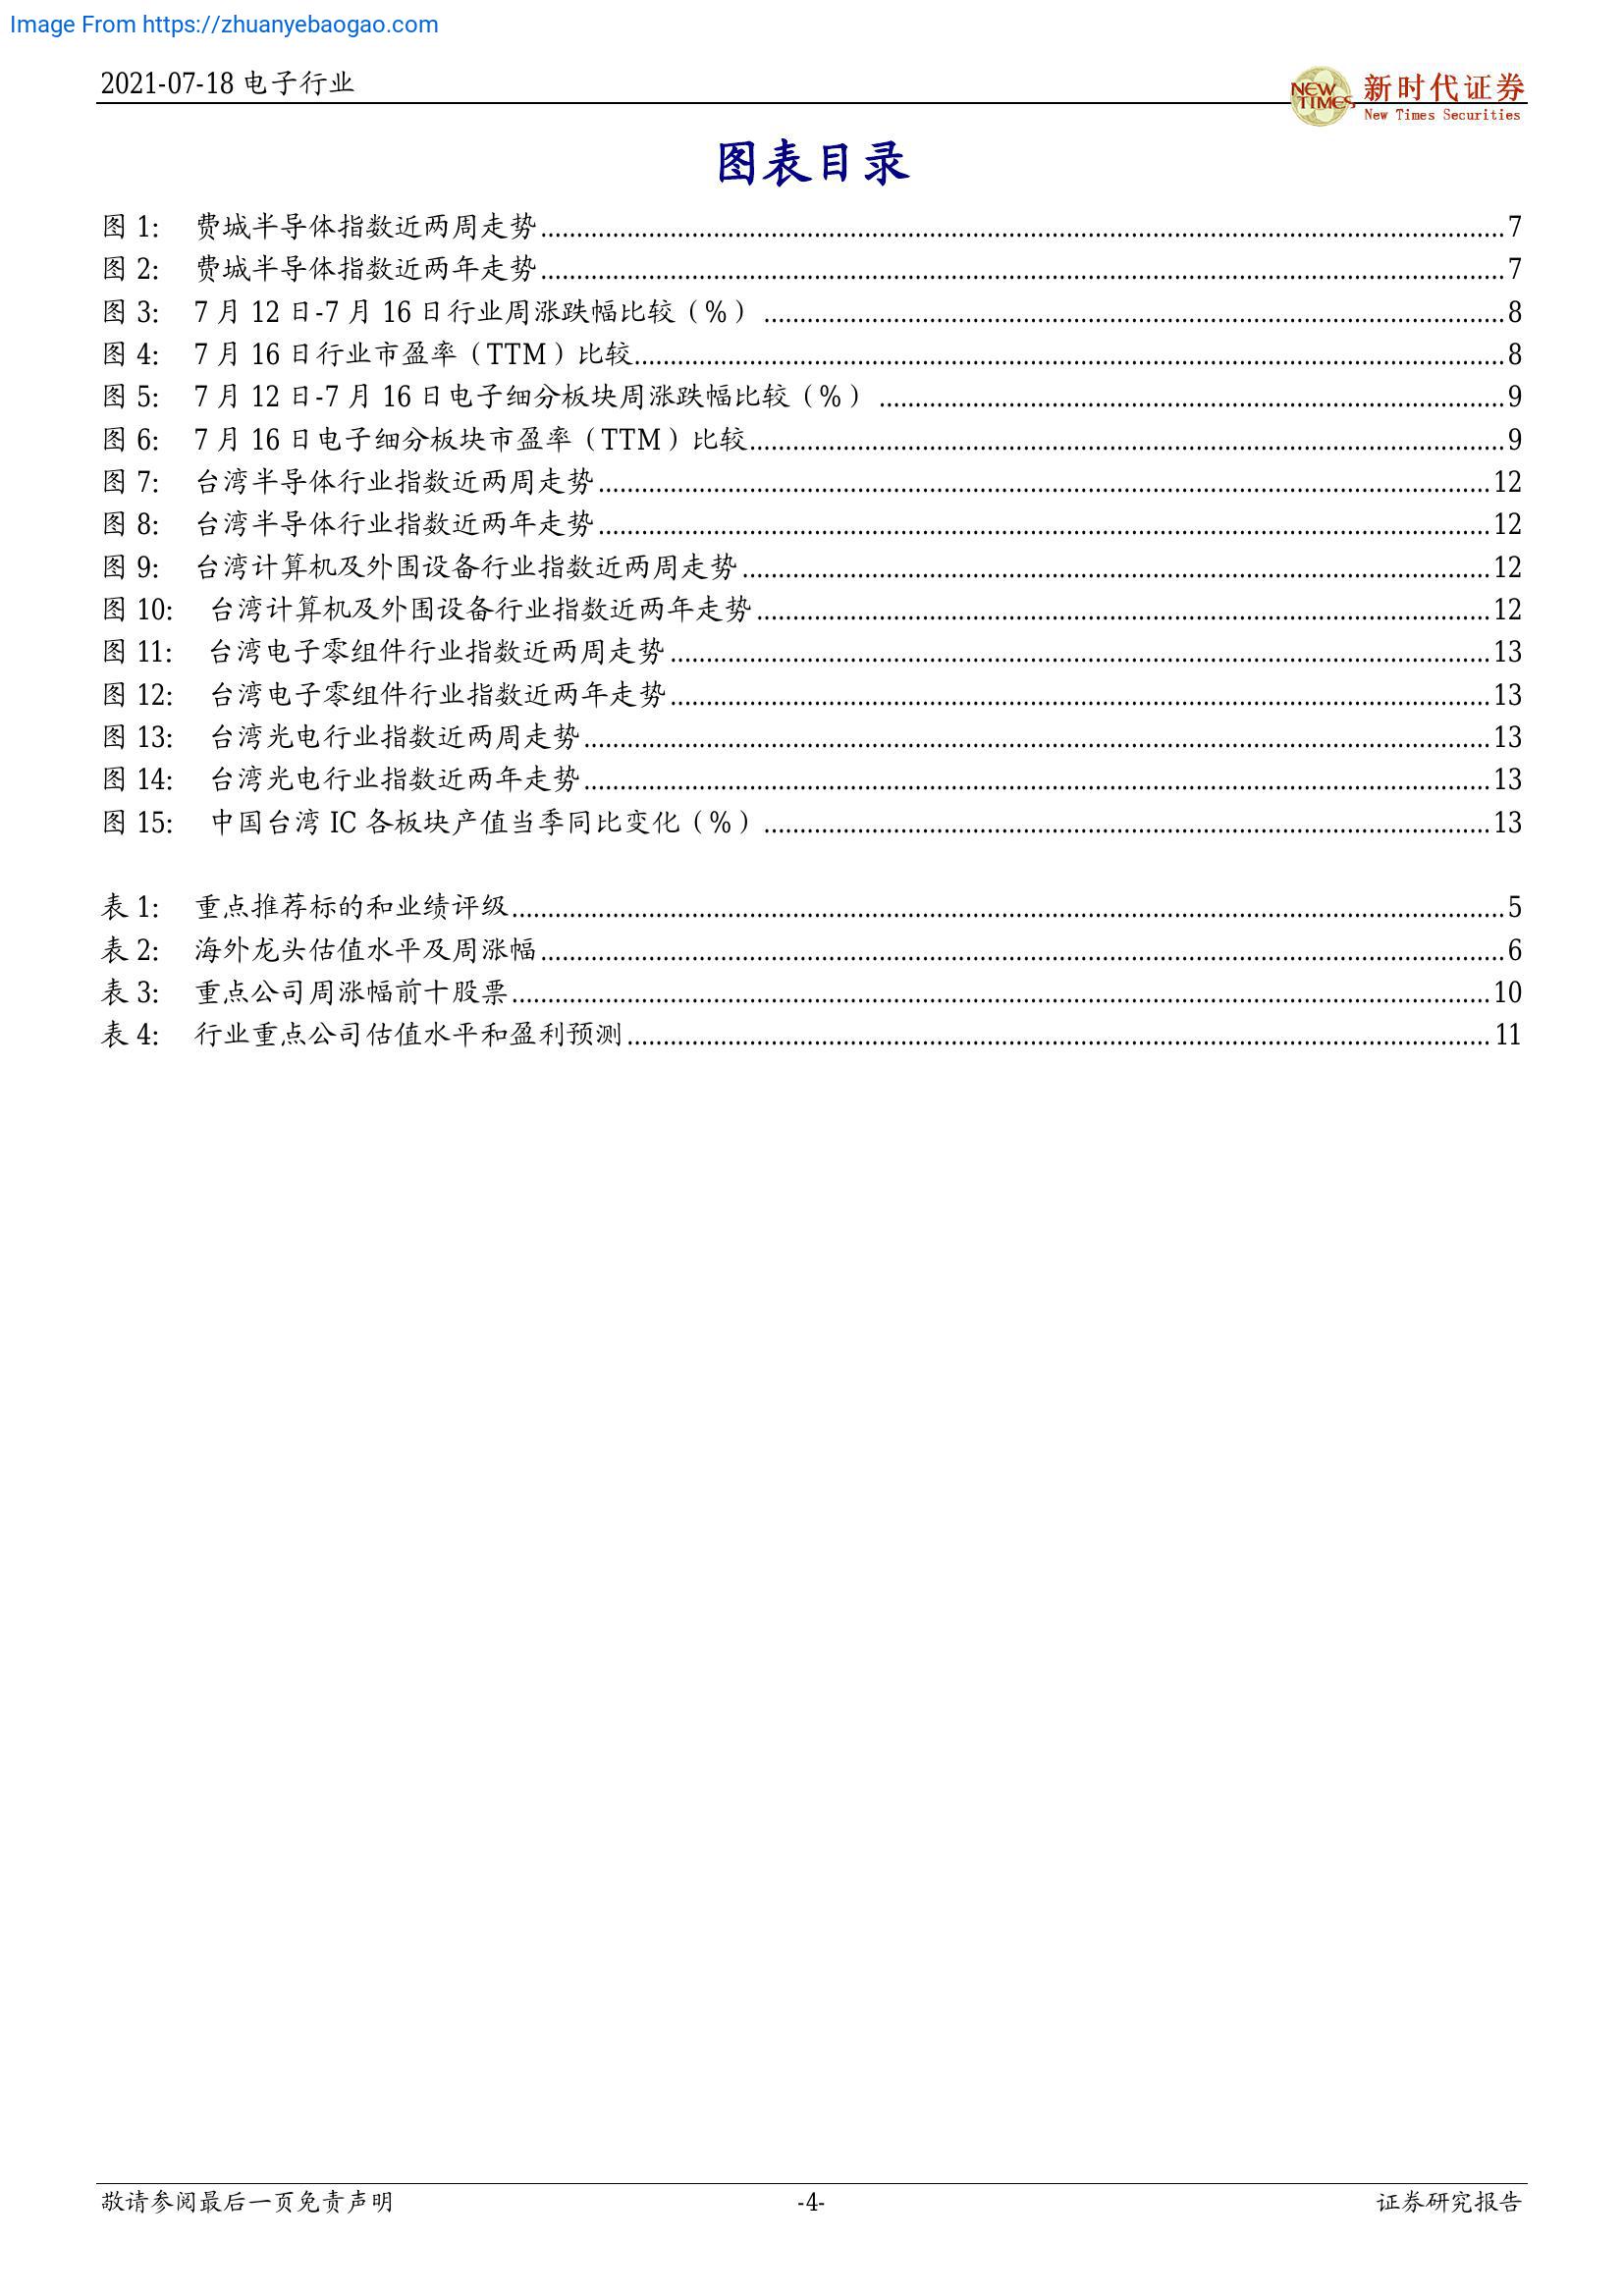 Image From https://zhuanyebaogao.com
2021-07-18 电子行业
NEW TIMES
新时代证券
New Times Securities
图表目录
图 1: 费城半导体指数近两周走势 7
图 2: 费城半导体指数近两年走势 7
图 3: 7 月 12 日-7 月 16 日行业周涨跌幅比较（%） 8
图 4: 7 月 16 日行业市盈率（TTM）比较 8
图 5: 7 月 12 日-7 月 16 日电子细分板块周涨跌幅比较（%） 9
图 6: 7 月 16 日电子细分板块市盈率（TTM）比较 9
图 7: 台湾半导体行业指数近两周走势 12
图 8: 台湾半导体行业指数近两年走势 12
图 9: 台湾计算机及外围设备行业指数近两周走势 12
图 10: 台湾计算机及外围设备行业指数近两年走势 12
图 11: 台湾电子零组件行业指数近两周走势 13
图 12: 台湾电子零组件行业指数近两年走势 13
图 13: 台湾光电行业指数近两周走势 13
图 14: 台湾光电行业指数近两年走势 13
图 15: 中国台湾 IC 各板块产值当季同比变化（%） 13
表 1: 重点推荐标的和业绩评级 5
表 2: 海外龙头估值水平及周涨幅 6
表 3: 重点公司周涨幅前十股票 10
表 4: 行业重点公司估值水平和盈利预测 11
敬请参阅最后一页免责声明
-4-
证券研究报告